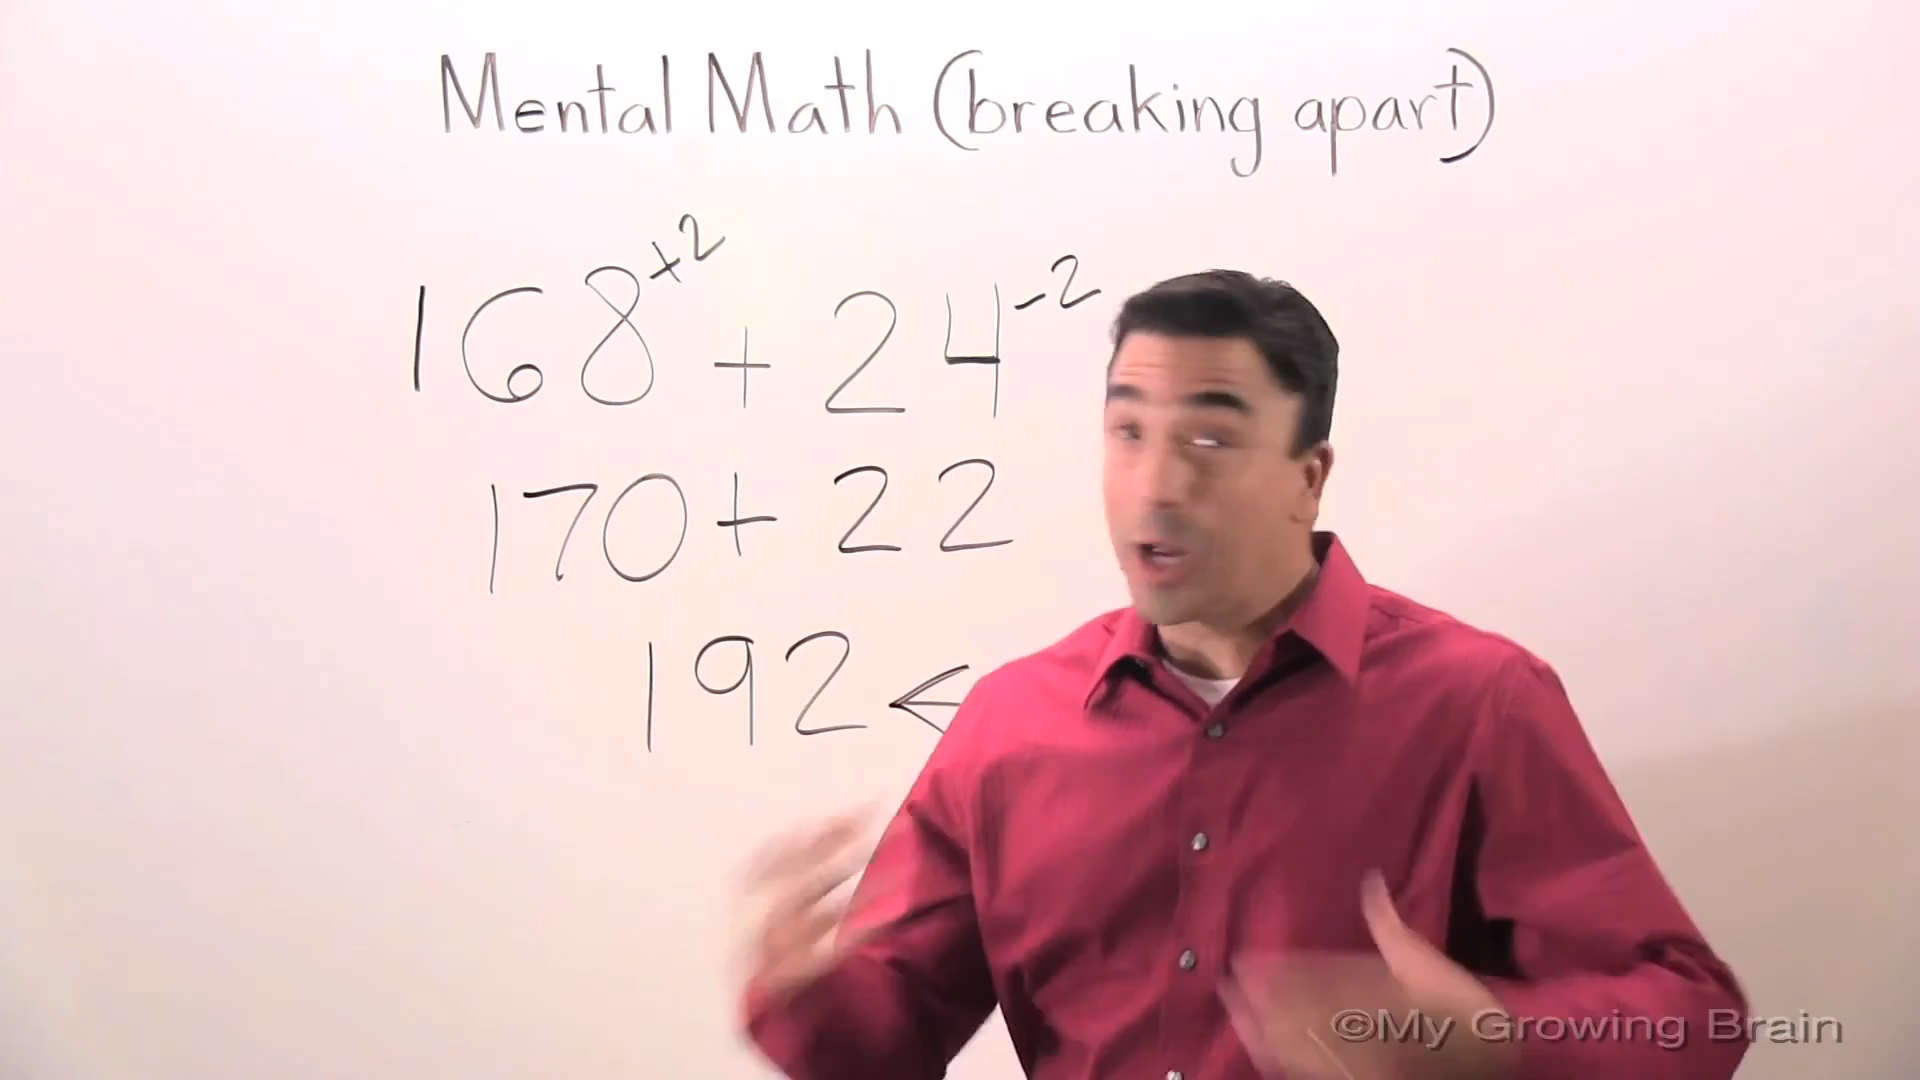 Mental Math (breaking apart)
168+2 + 24-2
170 + 22
192 <
©My Growing Brain